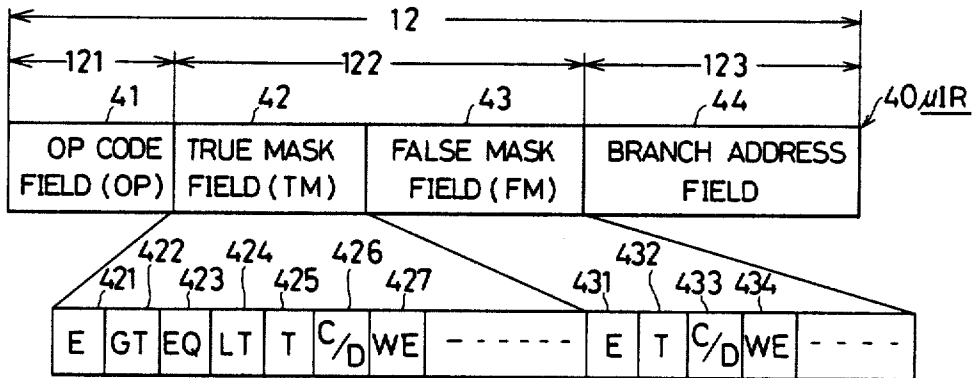 12
121 122 123
41 42 43 44 40 μIR
OP CODE FIELD (OP)
TRUE MASK FIELD (TM)
FALSE MASK FIELD (FM)
BRANCH ADDRESS FIELD
421 422 423 424 425 426 427 431 432 433 434
E GT EQ LT T C/D WE ------ E T C/D WE ----